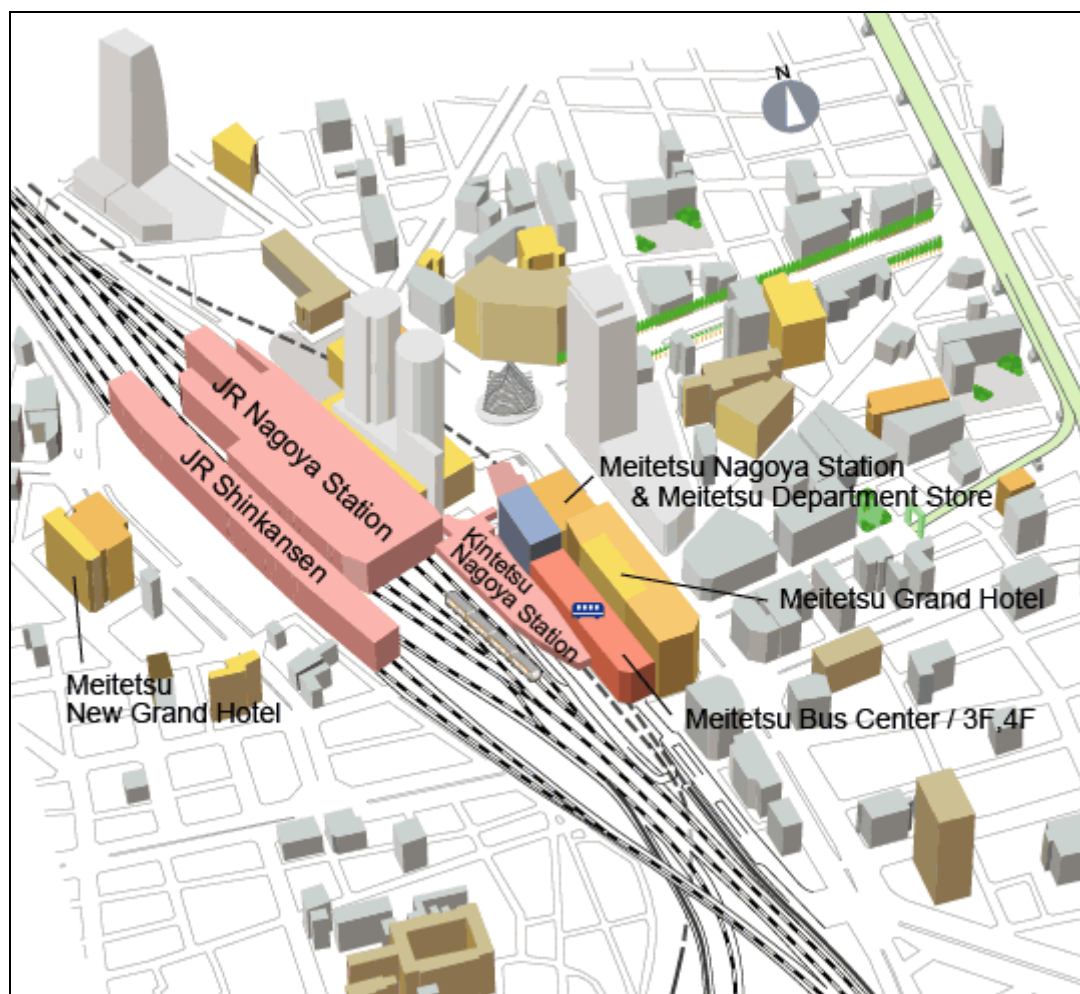 N
JR Nagoya Station
JR Shinkansen
Kintetsu
Nagoya Station
Meitetsu Nagoya Station
& Meitetsu Department Store
Meitetsu Grand Hotel
Meitetsu
New Grand Hotel
Meitetsu Bus Center / 3F,4F